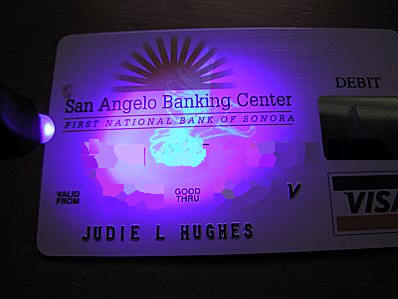 San Angelo Banking Center
FIRST NATIONAL BANK OF SONORA
DEBIT
VALID FROM
GOOD THRU
V
VISA
JUDIE L HUGHES